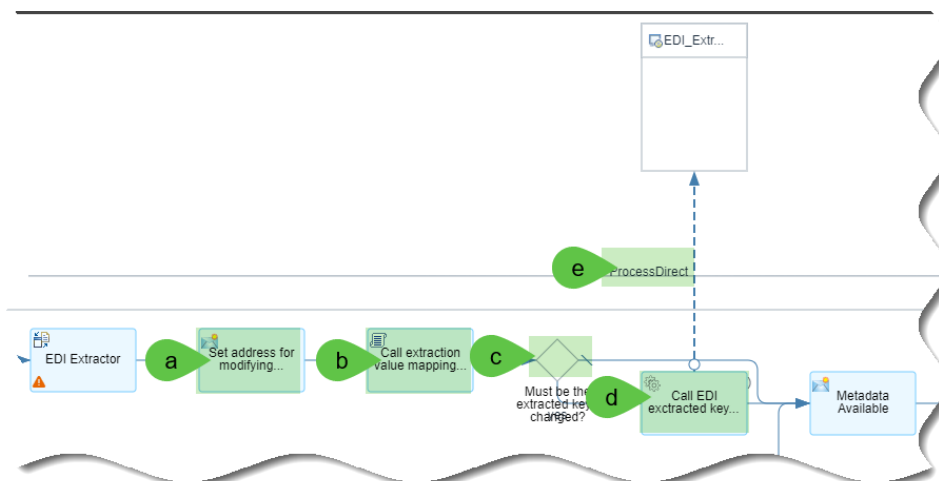 EDI_Extr...
e
ProcessDirect
EDI Extractor
a
Set address for
modifying...
b
Call extraction
value mapping...
c
Must be the
extracted key
changed?
yes
d
Call EDI
exctracted key...
Metadata
Available